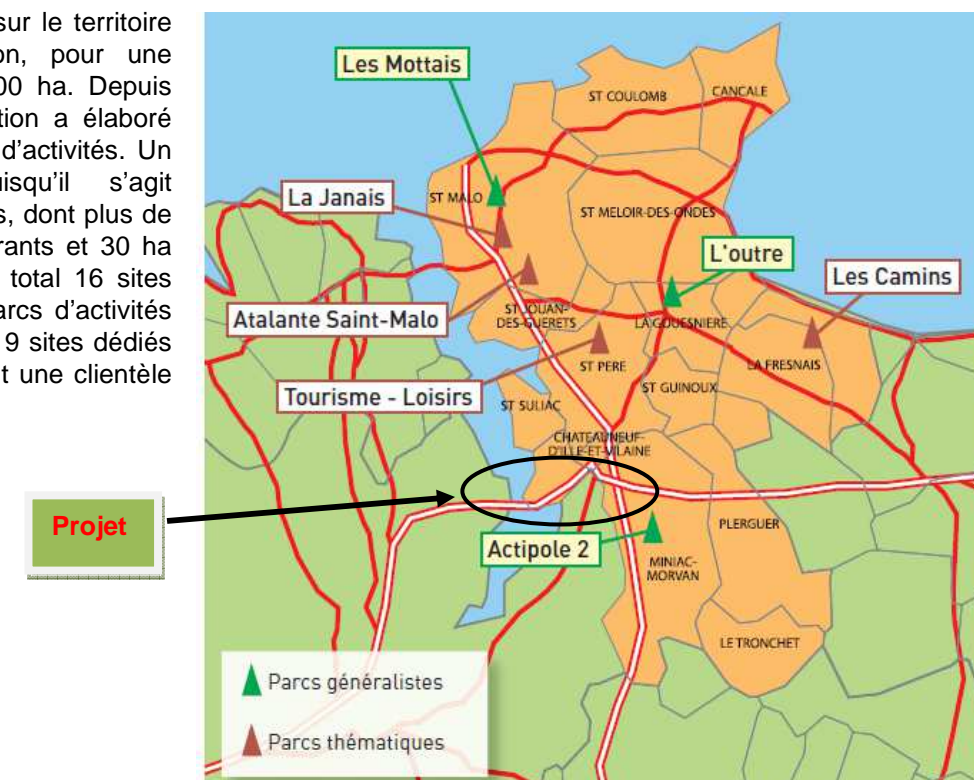 sur le territoire
on, pour une
00 ha. Depuis
tion a élaboré
d'activités. Un
uisqu'il s'agit
s, dont plus de
rants et 30 ha
total 16 sites
arcs d'activités
9 sites dédiés
t une clientèle
Projet
Les Mottais
ST COULOMB
CANCALE
La Janais
ST MALO
ST MELOIR-DES-ONDES
L'outre
Les Camins
Atalante Saint-Malo
ST JOUAN-
DES-GUERETS
LA GOUESNIERE
LA FRESNAIS
ST PERE
Tourisme - Loisirs
ST GUINOUX
ST SULIAC
CHATEAUNEUF-
D'ILLE-ET-VILAINE
PLERGUER
Actipole 2
MINIAC-
MORVAN
LE TRONCHET
Parcs généralistes
Parcs thématiques